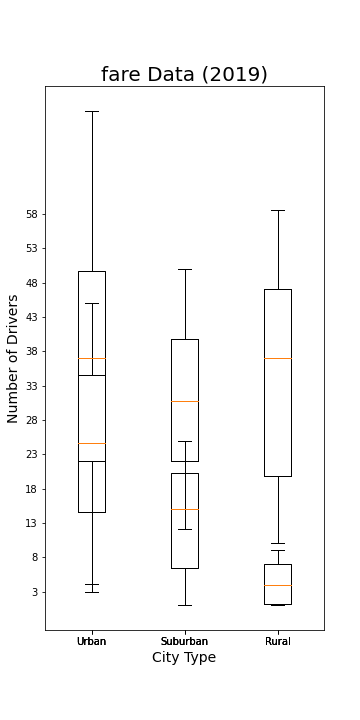 fare Data (2019)
58
53
48
43
38
33
28
23
18
13
8
3
Number of Drivers
Urban
Suburban
Rural
City Type